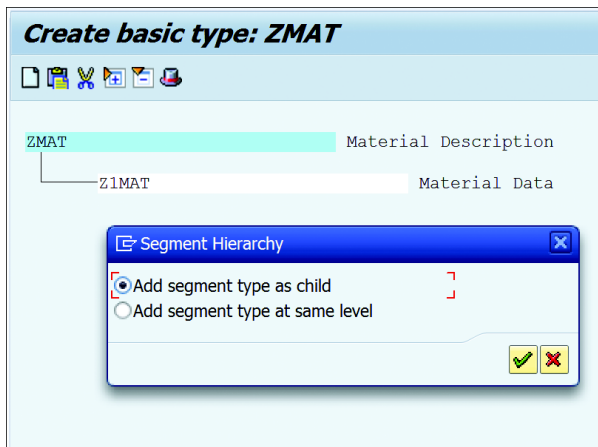 Create basic type: ZMAT
ZMAT Material Description
Z1MAT Material Data
Segment Hierarchy
Add segment type as child
Add segment type at same level